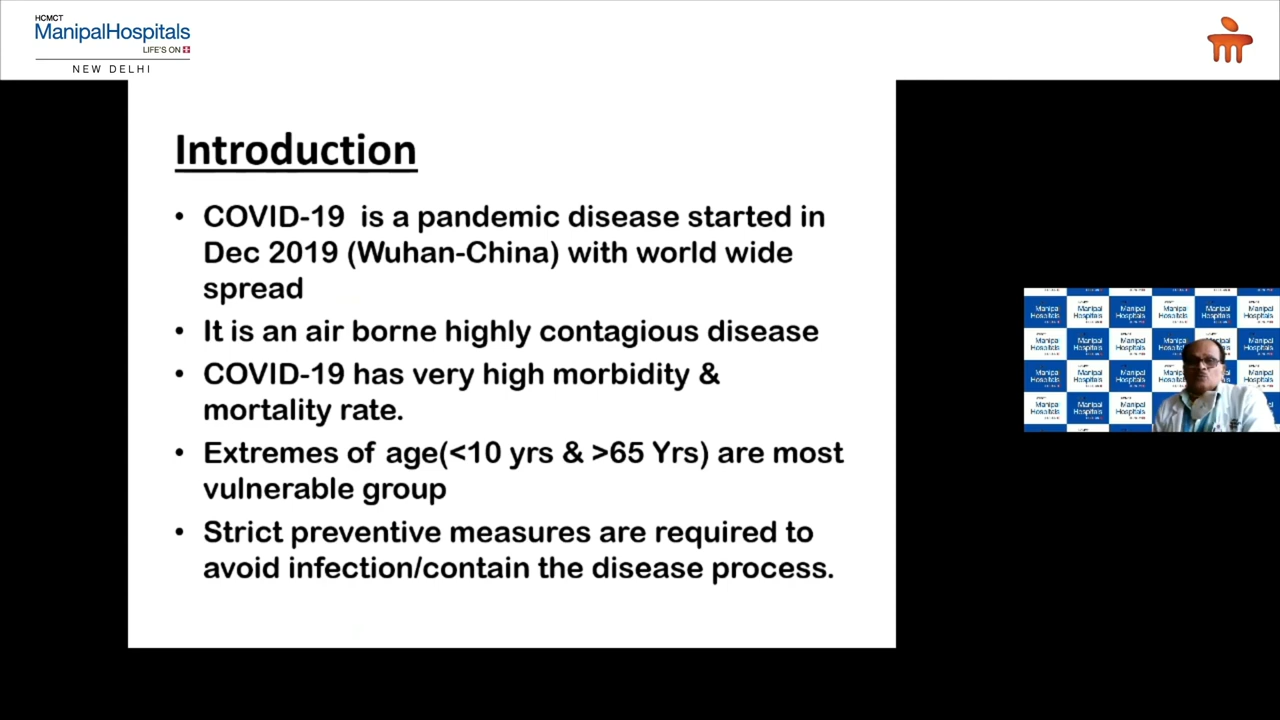 HCMCT
ManipalHospitals
LIFE'S ON
NEW DELHI
Introduction
• COVID-19 is a pandemic disease started in
Dec 2019 (Wuhan-China) with world wide
spread
• It is an air borne highly contagious disease
• COVID-19 has very high morbidity &
mortality rate.
• Extremes of age(<10 yrs & >65 Yrs) are most
vulnerable group
• Strict preventive measures are required to
avoid infection/contain the disease process.
Manipal
Hospitals